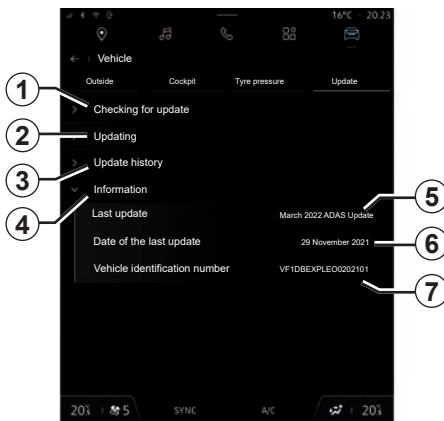 16°C 20:23
← Vehicle
Outside Cockpit Tyre pressure Update
1 Checking for update
2 Updating
3 Update history
4 Information
Last update March 2022 ADAS Update 5
Date of the last update 29 November 2021 6
Vehicle identification number VF1DBEXPLEO0202101
7
5 SYNC A/C